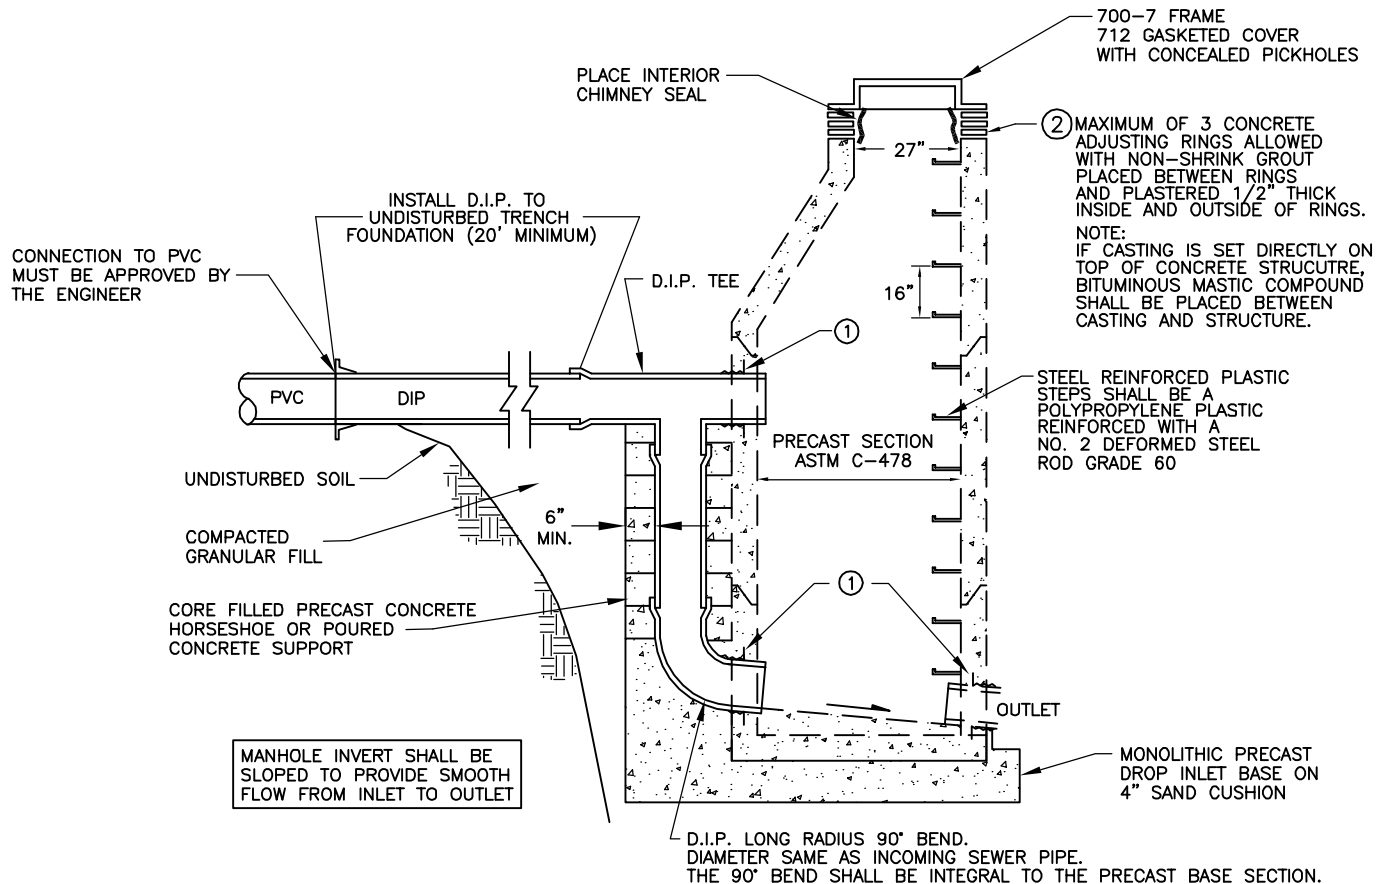 700-7 FRAME
712 GASKETED COVER
WITH CONCEALED PICKHOLES
PLACE INTERIOR
CHIMNEY SEAL
2
MAXIMUM OF 3 CONCRETE
ADJUSTING RINGS ALLOWED
WITH NON-SHRINK GROUT
PLACED BETWEEN RINGS
AND PLASTERED 1/2" THICK
INSIDE AND OUTSIDE OF RINGS.
NOTE:
IF CASTING IS SET DIRECTLY ON
TOP OF CONCRETE STRUCUTRE,
BITUMINOUS MASTIC COMPOUND
SHALL BE PLACED BETWEEN
CASTING AND STRUCTURE.
27"
INSTALL D.I.P. TO
UNDISTURBED TRENCH
FOUNDATION (20' MINIMUM)
CONNECTION TO PVC
MUST BE APPROVED BY
THE ENGINEER
D.I.P. TEE
16"
1
STEEL REINFORCED PLASTIC
STEPS SHALL BE A
POLYPROPYLENE PLASTIC
REINFORCED WITH A
NO. 2 DEFORMED STEEL
ROD GRADE 60
PVC
DIP
PRECAST SECTION
ASTM C-478
UNDISTURBED SOIL
6"
MIN.
COMPACTED
GRANULAR FILL
1
CORE FILLED PRECAST CONCRETE
HORSESHOE OR POURED
CONCRETE SUPPORT
OUTLET
MANHOLE INVERT SHALL BE
SLOPED TO PROVIDE SMOOTH
FLOW FROM INLET TO OUTLET
MONOLITHIC PRECAST
DROP INLET BASE ON
4" SAND CUSHION
D.I.P. LONG RADIUS 90° BEND.
DIAMETER SAME AS INCOMING SEWER PIPE.
THE 90° BEND SHALL BE INTEGRAL TO THE PRECAST BASE SECTION.